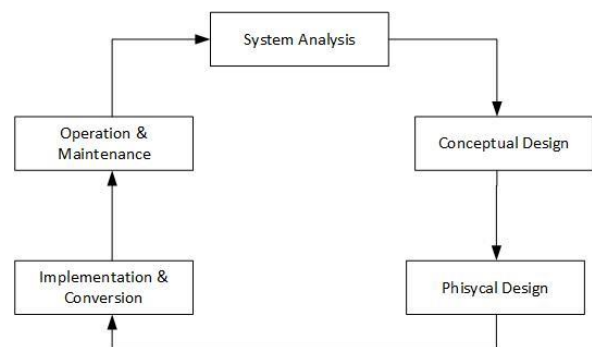 System Analysis
Operation &
Maintenance
Conceptual Design
Implementation &
Conversion
Phisycal Design